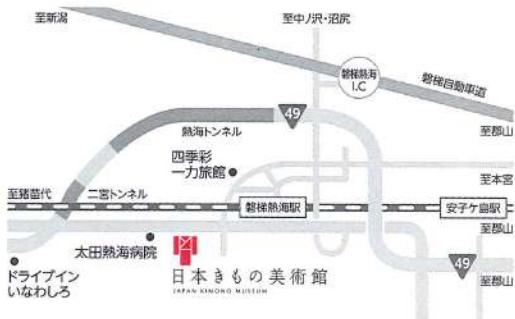 至新潟
至中ノ沢・沼尻
磐梯熱海
I.C
磐梯自動車道
49
熱海トンネル
至郡山
四季彩
一力旅館
至本宮
至猪苗代
二宮トンネル
磐梯熱海駅
安子ケ島駅
至郡山
太田熱海病院
ドライブイン
いなわしろ
日本きもの美術館
JAPAN KIMONO MUSEUM
49
至郡山